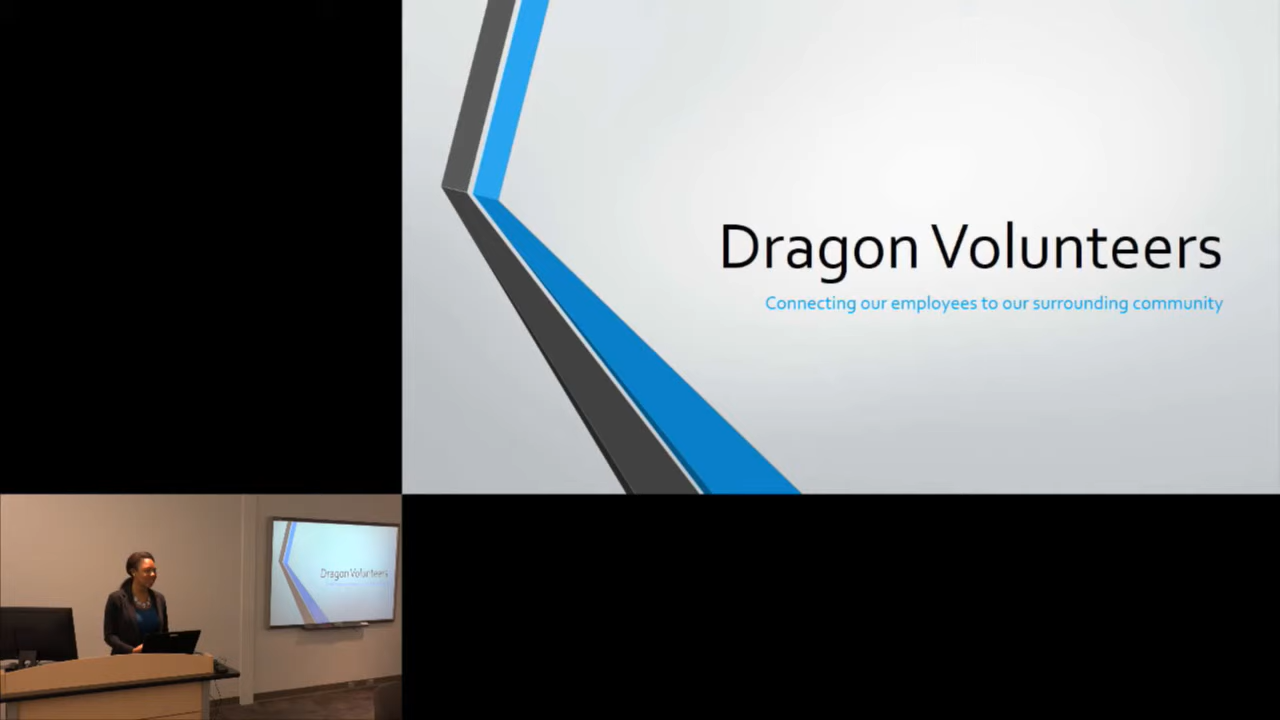 Dragon Volunteers
Connecting our employees to our surrounding community
Dragon Volunteers